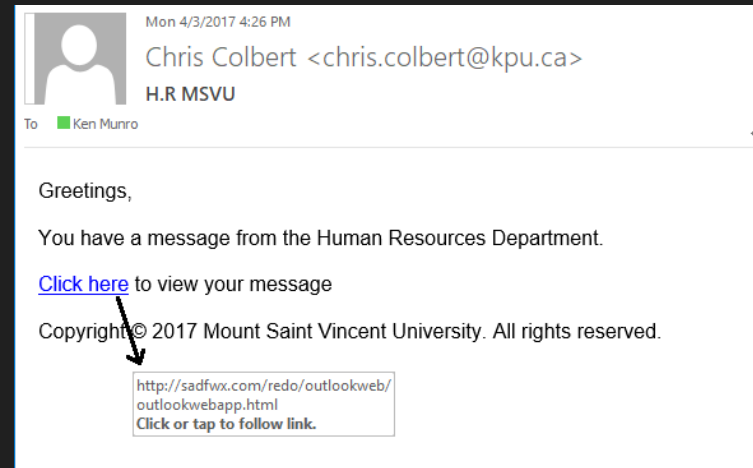 Mon 4/3/2017 4:26 PM
Chris Colbert <chris.colbert@kpu.ca>
H.R MSVU
To Ken Munro
Greetings,
You have a message from the Human Resources Department.
Click here to view your message
Copyright © 2017 Mount Saint Vincent University. All rights reserved.
http://sadfwx.com/redo/outlookweb/
outlookwebapp.html
Click or tap to follow link.